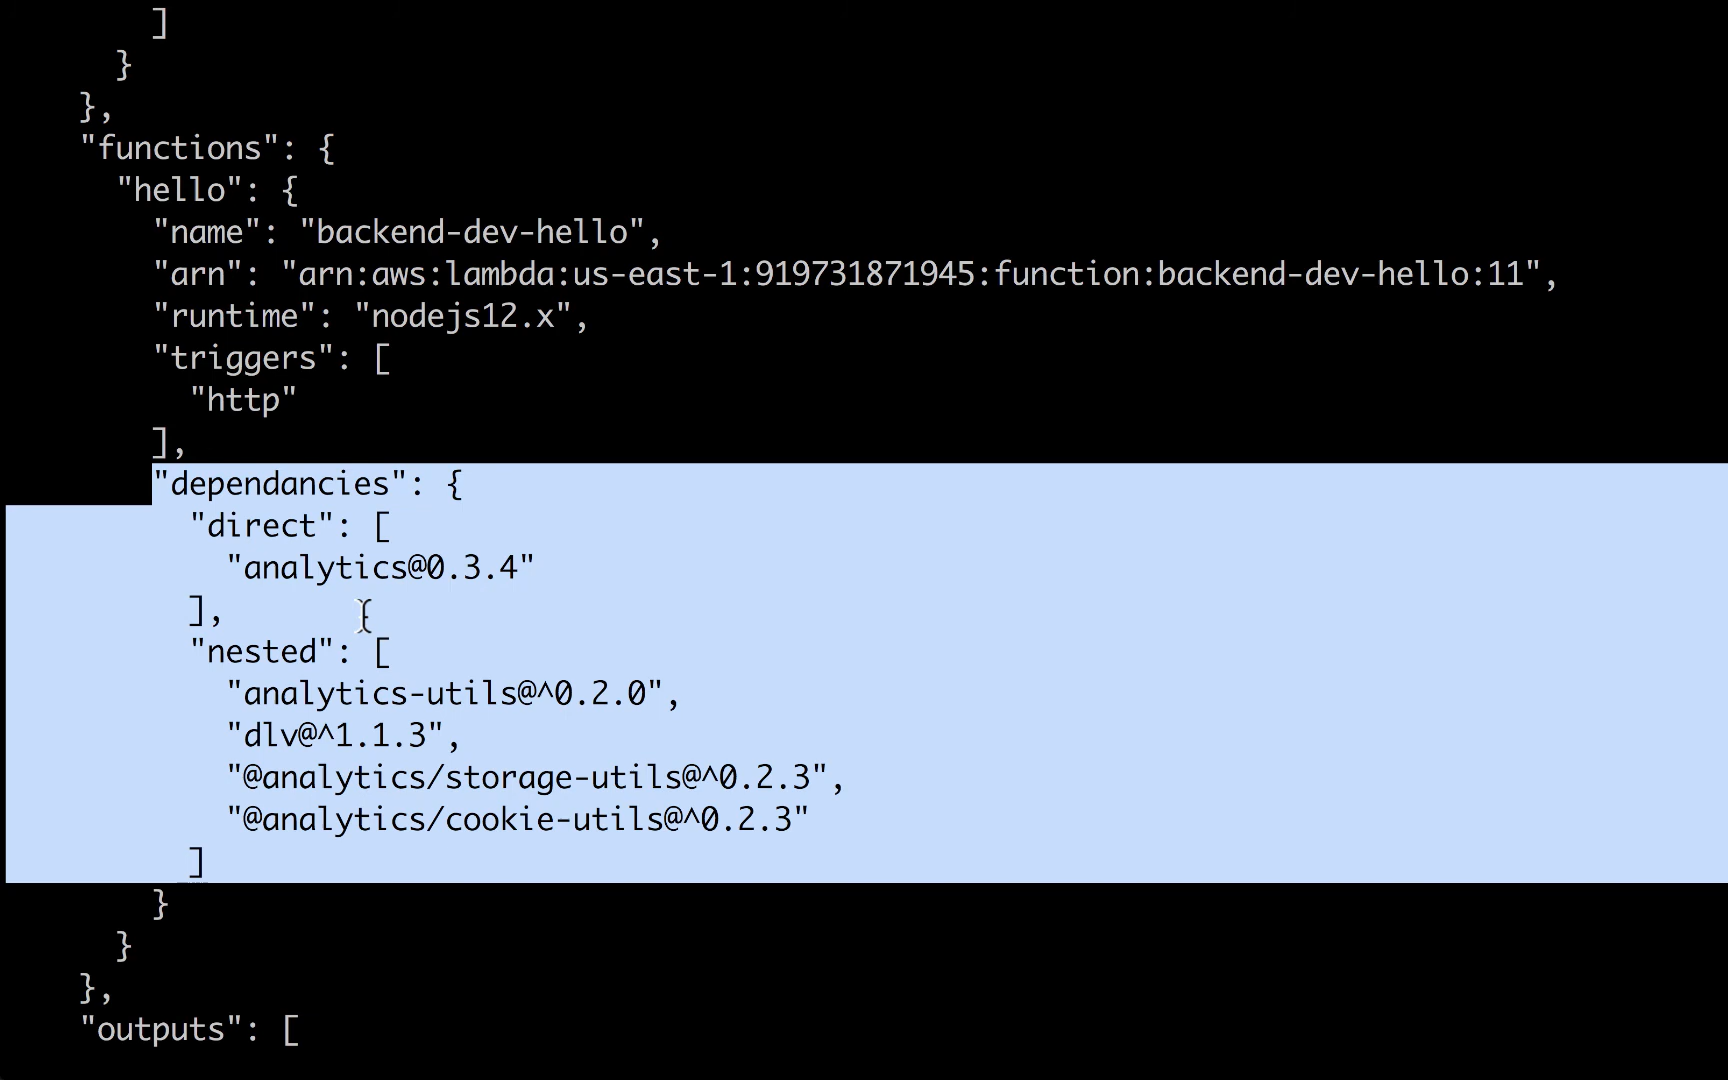 ]
}
},
"functions": {
"hello": {
"name": "backend-dev-hello",
"arn": "arn:aws:lambda:us-east-1:919731871945:function:backend-dev-hello:11",
"runtime": "nodejs12.x",
"triggers": [
"http"
],
"dependancies": {
"direct": [
"analytics@0.3.4"
],
"nested": [
"analytics-utils@^0.2.0",
"dlv@^1.1.3",
"@analytics/storage-utils@^0.2.3",
"@analytics/cookie-utils@^0.2.3"
]
}
}
},
"outputs": [